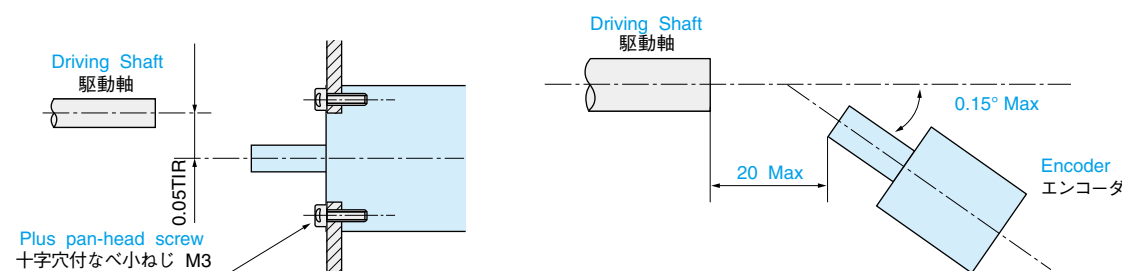 Driving Shaft
駆動軸
0.05TIR
Plus pan-head screw
十字穴付なべ小ねじ M3
Driving Shaft
駆動軸
0.15° Max
20 Max
Encoder
エンコーダ